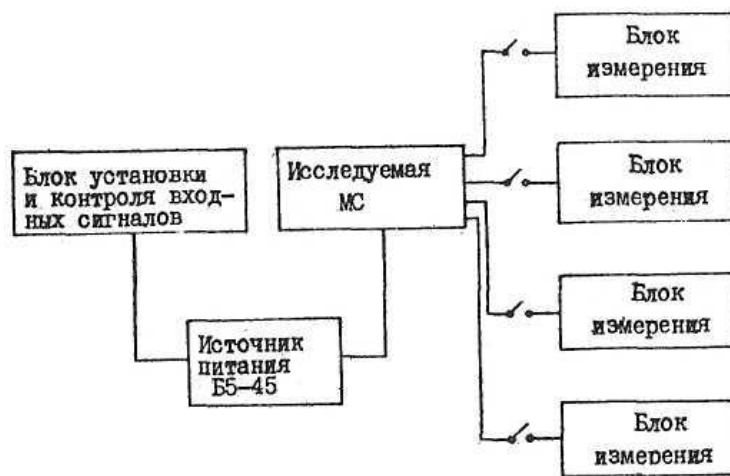 Блок
измерения
Блок установки
и контроля вход-
ных сигналов
Исследуемая
МС
Блок
измерения
Источник
питания
Б5-45
Блок
измерения
Блок
измерения